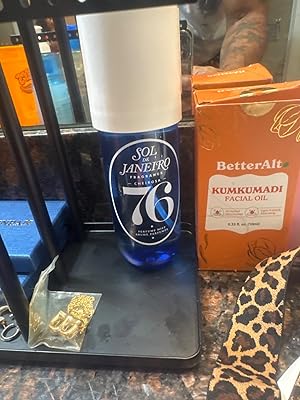 SOL
DE
JANEIRO
FRAGRANCE
CHEIROSA
76
PERFUME MIST
BetterAlt
KUMKUMADI
FACIAL OIL